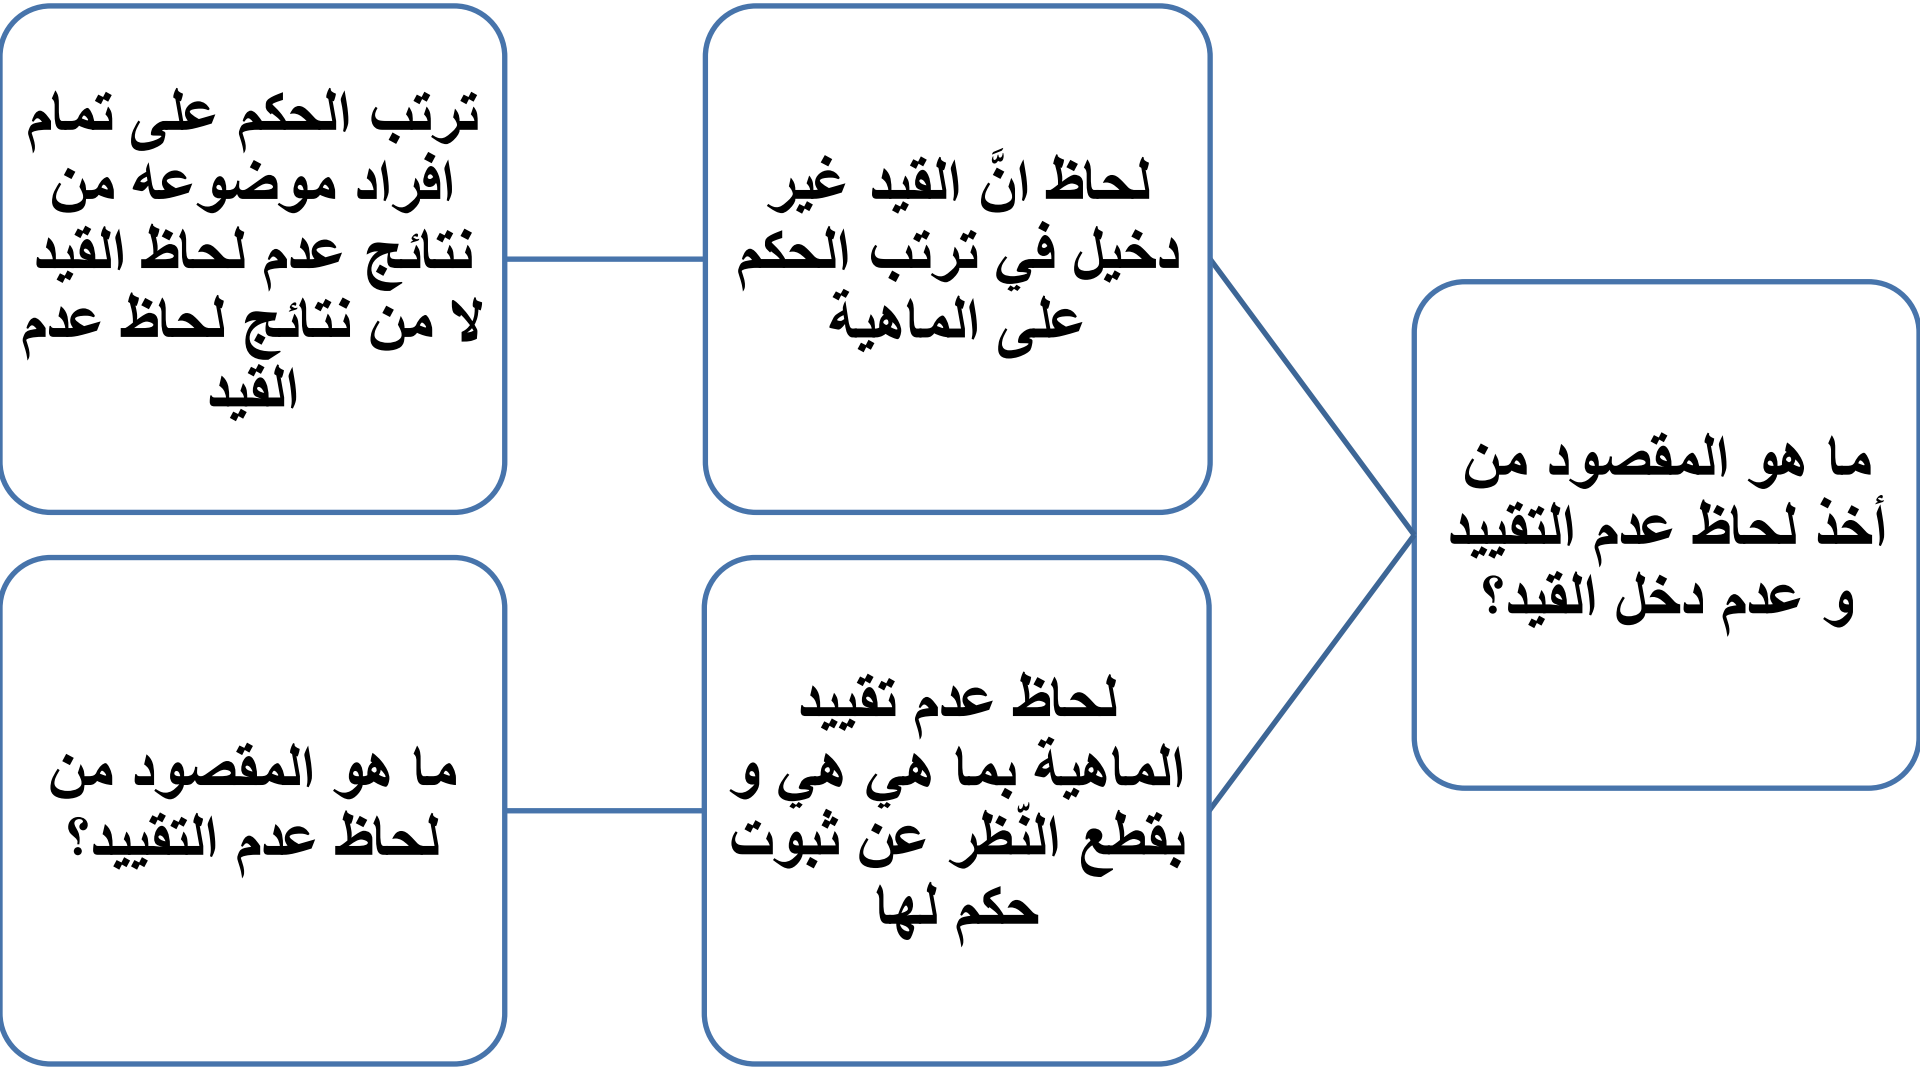 ما هو المقصود من
أخذ لحاظ عدم التقييد
و عدم دخل القيد؟
لحاظ انَّ القيد غير
دخيل في ترتب الحكم
على الماهية
ترتب الحكم على تمام
افراد موضوعه من
نتائج عدم لحاظ القيد
لا من نتائج لحاظ عدم
القيد
لحاظ عدم تقييد
الماهية بما هي هي و
بقطع النّظر عن ثبوت
حكم لها
ما هو المقصود من
لحاظ عدم التقييد؟